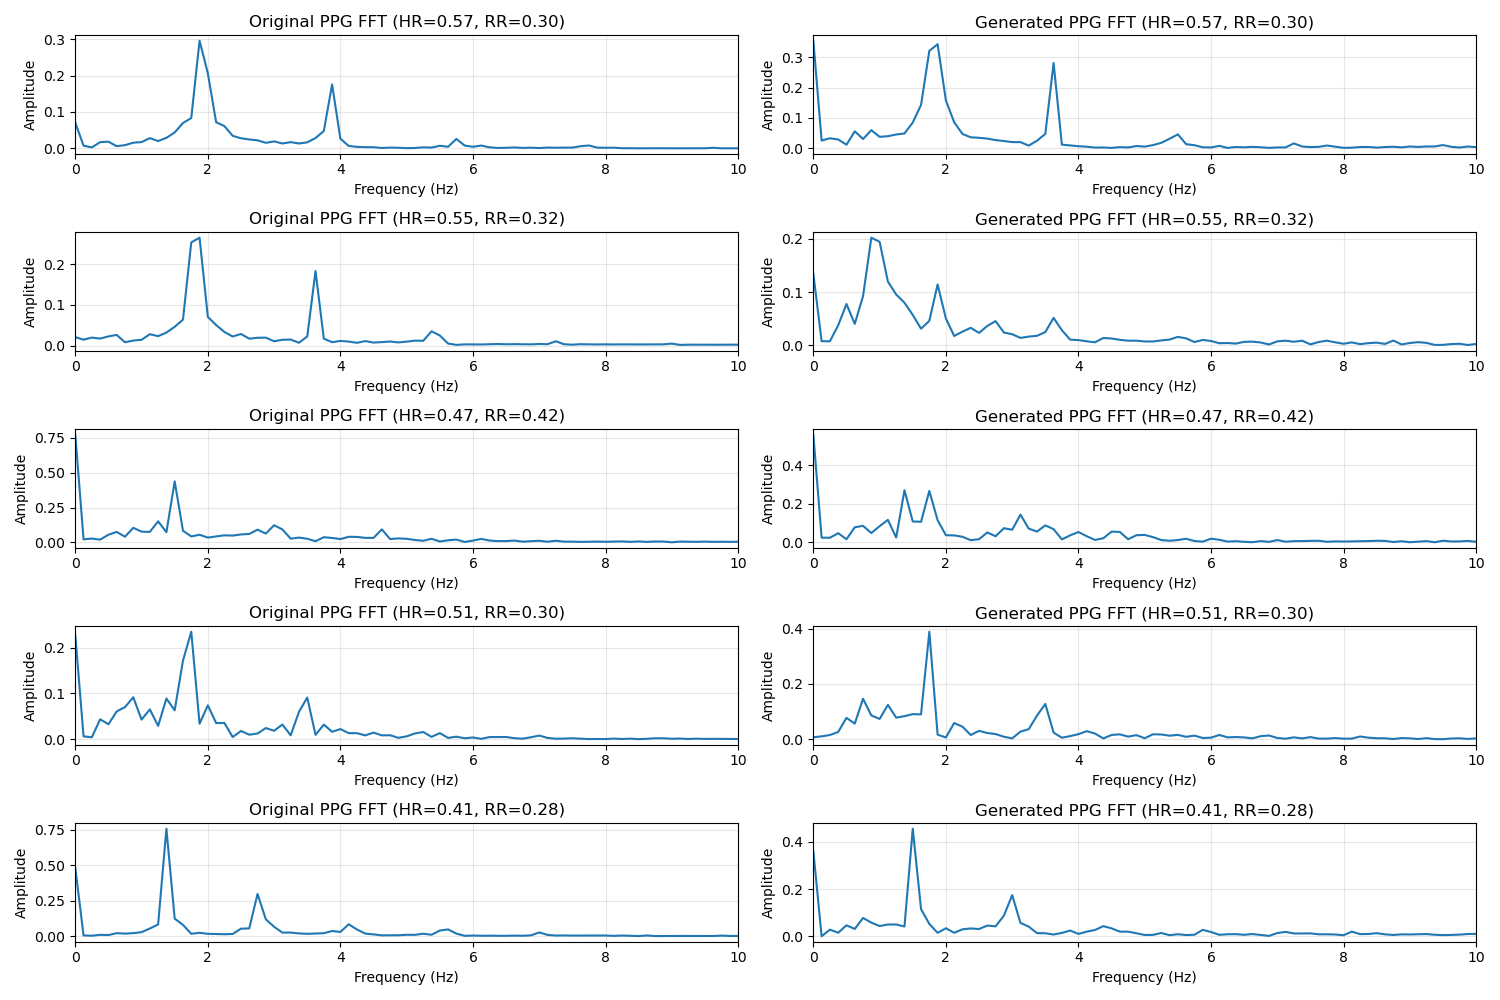 Original PPG FFT (HR=0.57, RR=0.30)
0.3
0.2
0.1
0.0
Amplitude
0 2 4 6 8 10
Frequency (Hz)
Generated PPG FFT (HR=0.57, RR=0.30)
0.3
0.2
0.1
0.0
Amplitude
0 2 4 6 8 10
Frequency (Hz)
Original PPG FFT (HR=0.55, RR=0.32)
0.2
0.1
0.0
Amplitude
0 2 4 6 8 10
Frequency (Hz)
Generated PPG FFT (HR=0.55, RR=0.32)
0.2
0.1
0.0
Amplitude
0 2 4 6 8 10
Frequency (Hz)
Original PPG FFT (HR=0.47, RR=0.42)
0.75
0.50
0.25
0.00
Amplitude
0 2 4 6 8 10
Frequency (Hz)
Generated PPG FFT (HR=0.47, RR=0.42)
0.4
0.2
0.0
Amplitude
0 2 4 6 8 10
Frequency (Hz)
Original PPG FFT (HR=0.51, RR=0.30)
0.2
0.1
0.0
Amplitude
0 2 4 6 8 10
Frequency (Hz)
Generated PPG FFT (HR=0.51, RR=0.30)
0.4
0.2
0.0
Amplitude
0 2 4 6 8 10
Frequency (Hz)
Original PPG FFT (HR=0.41, RR=0.28)
0.75
0.50
0.25
0.00
Amplitude
0 2 4 6 8 10
Frequency (Hz)
Generated PPG FFT (HR=0.41, RR=0.28)
0.4
0.2
0.0
Amplitude
0 2 4 6 8 10
Frequency (Hz)